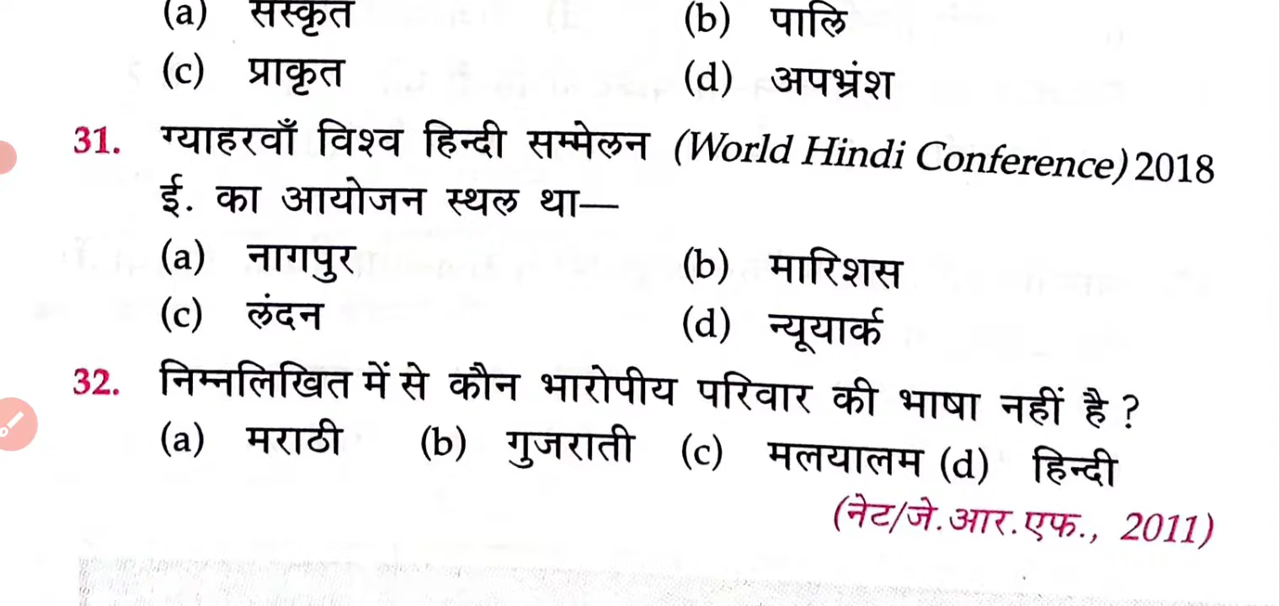 (a) संस्कृत (b) पालि
(c) प्राकृत (d) अपभ्रंश
31. ग्याहरवाँ विश्व हिन्दी सम्मेलन (World Hindi Conference) 2018
ई. का आयोजन स्थल था—
(a) नागपुर (b) मारिशस
(c) लंदन (d) न्यूयार्क
32. निम्नलिखित में से कौन भारोपीय परिवार की भाषा नहीं है ?
(a) मराठी (b) गुजराती (c) मलयालम (d) हिन्दी
(नेट/जे.आर.एफ., 2011)